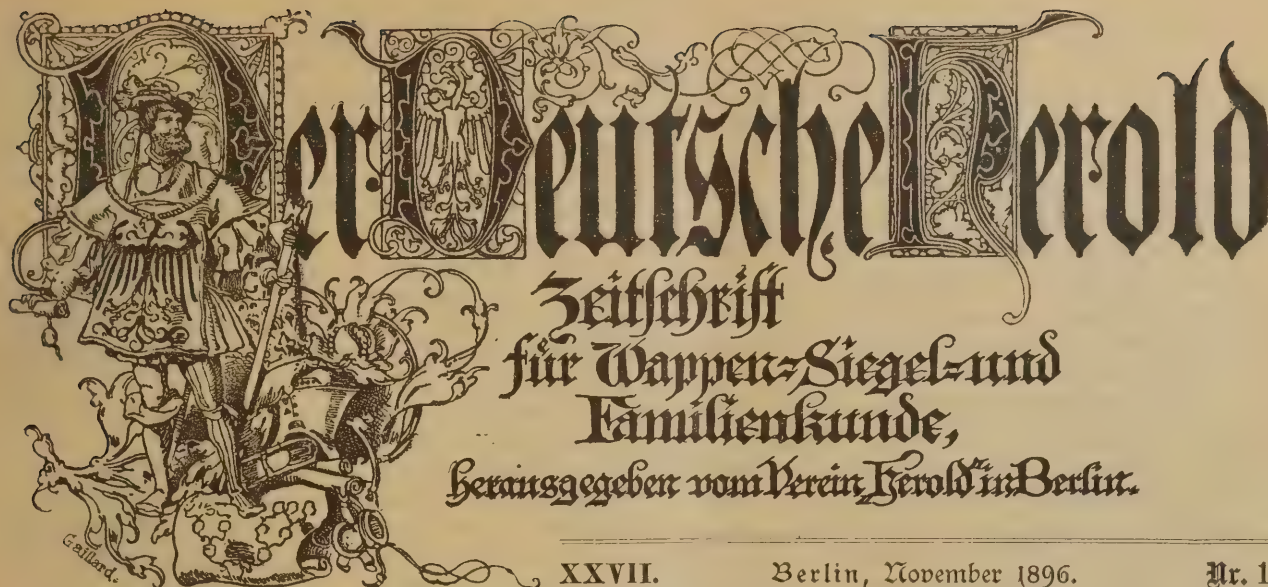 Der Deutsche Herold
Zeitschrift
für Wappen-Siegel-und
Familienkunde,
herausgegeben vom Verein „Herold“ in Berlin.
Gaillard.
XXVII. Berlin, November 1896. Nr. 1